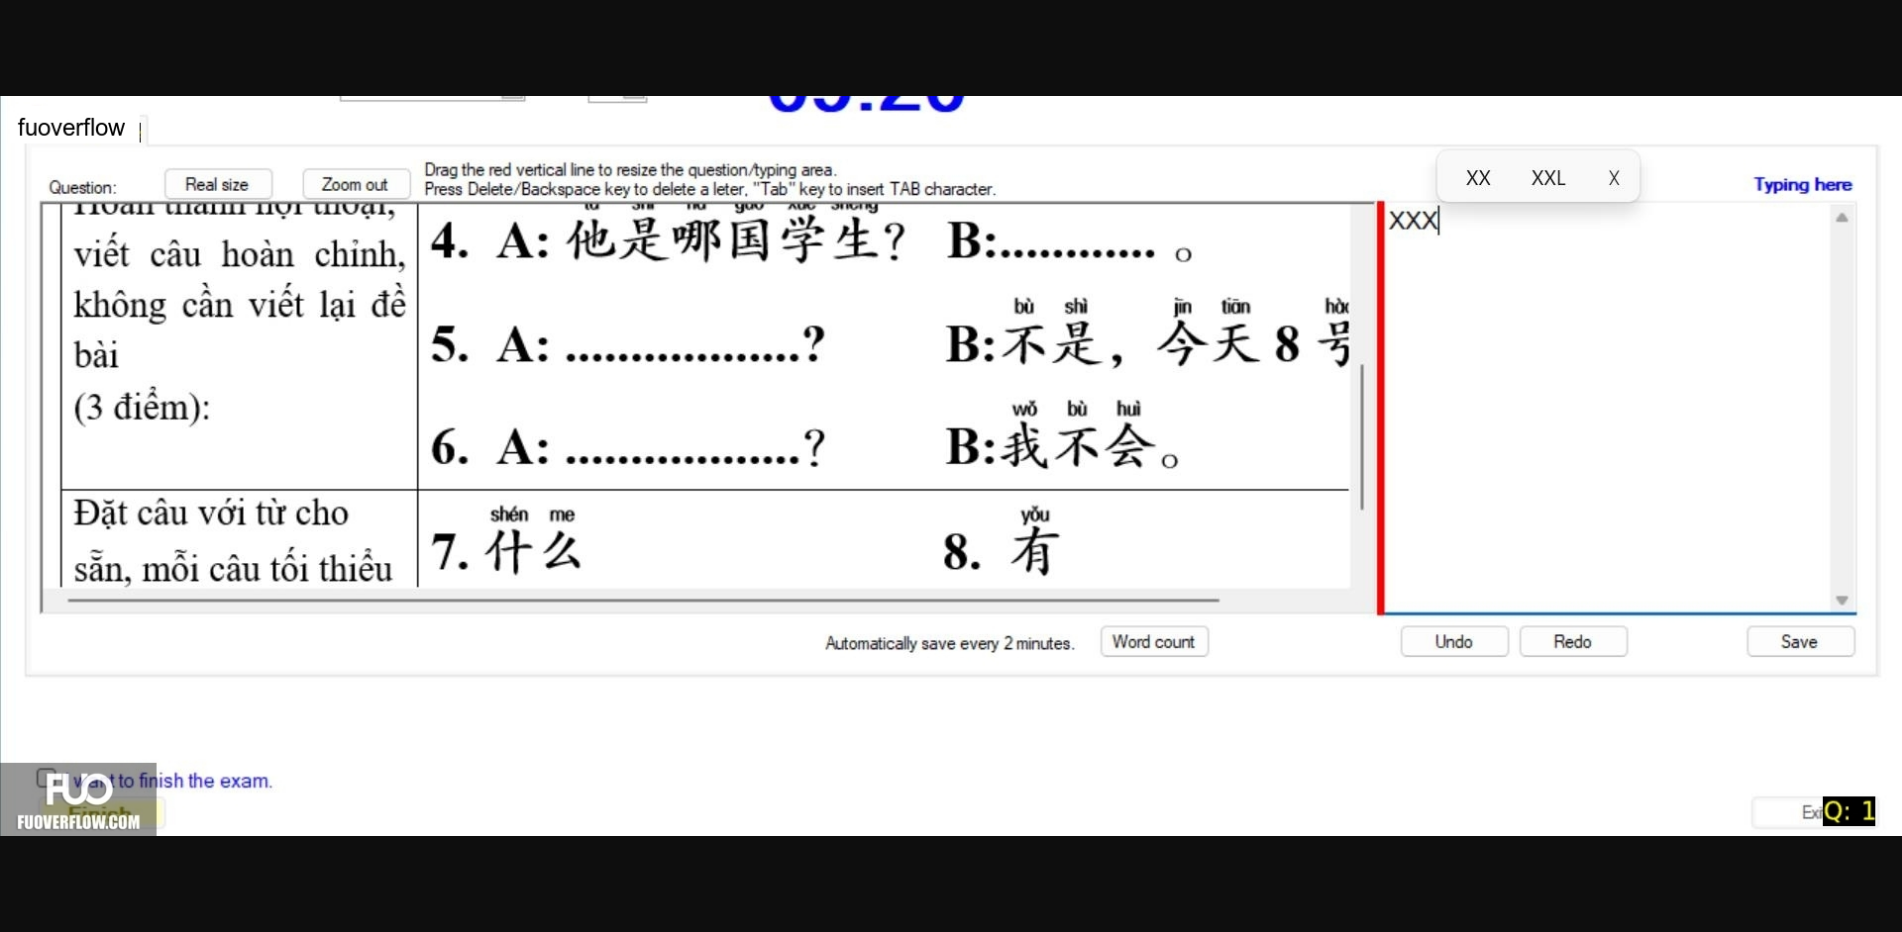 fuoverflow
Question:
Real size
Zoom out
Drag the red vertical line to resize the question/typing area.
Press Delete/Backspace key to delete a leter, "Tab" key to insert TAB character.
XX XXL X
Typing here
Hoàn thành hội thoại,
viết câu hoàn chỉnh,
không cần viết lại đề
bài
(3 điểm):
4. A: 他是哪国学生? B:............. 。
bù shì jīn tiān
5. A: ..................? B:不是, 今天 8 号
wǒ bù huì
6. A: ..................? B:我不会。
Đặt câu với từ cho
sẵn, mỗi câu tối thiểu
shén me yǒu
7. 什么 8. 有
XXX
Automatically save every 2 minutes.
Word count
Undo
Redo
Save
to finish the exam.
Finish
FUO
FUOVERFLOW.COM
Q: 1